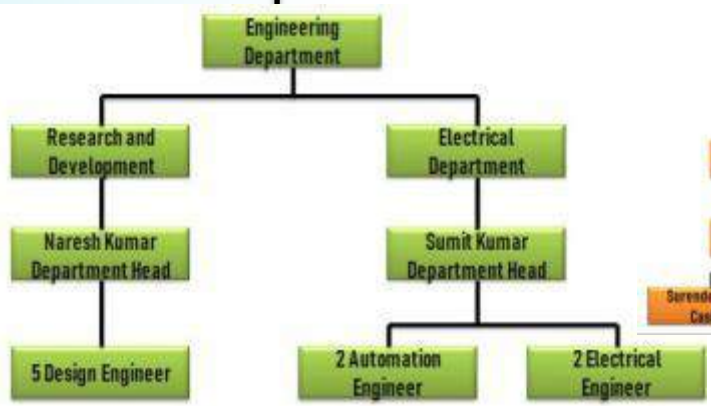 Engineering
Department
Research and
Development
Electrical
Department
Naresh Kumar
Department Head
Sumit Kumar
Department Head
5 Design Engineer
2 Automation
Engineer
2 Electrical
Engineer